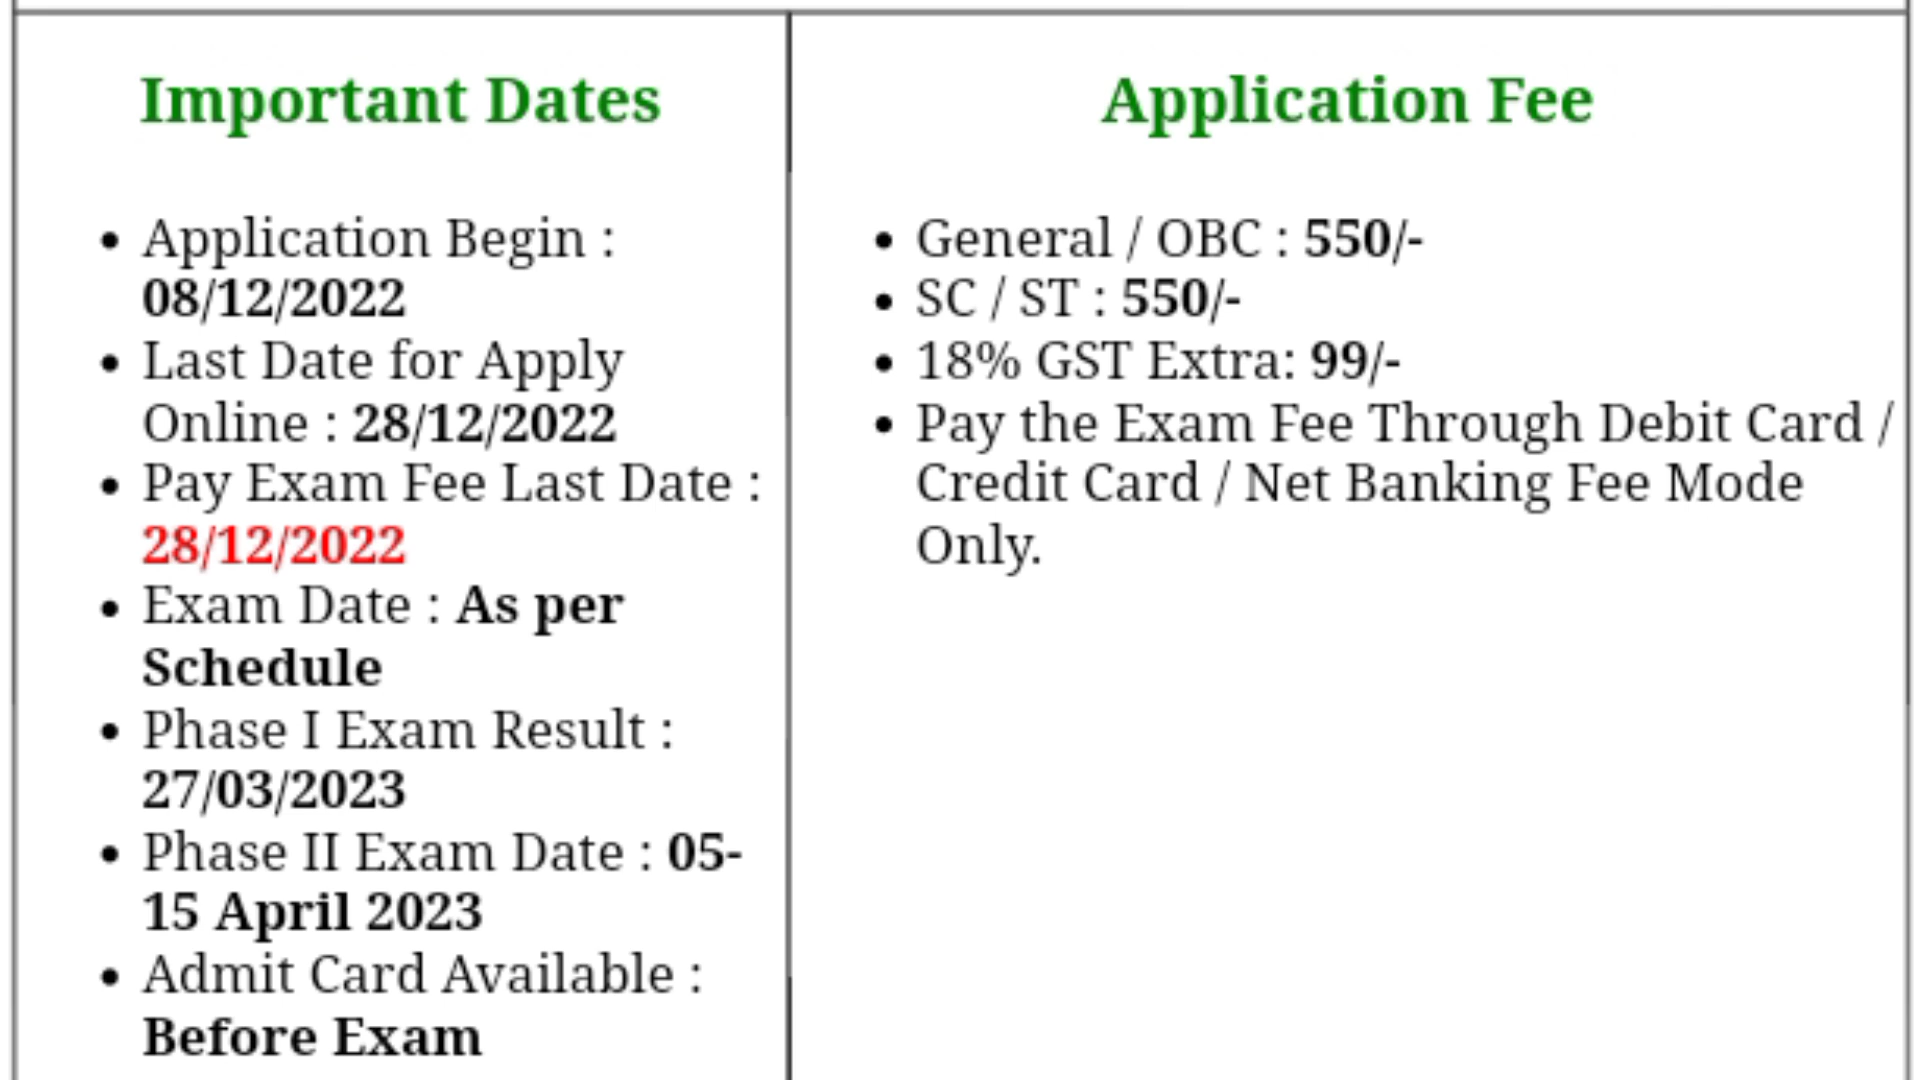 Important Dates
• Application Begin :
08/12/2022
• Last Date for Apply
Online : 28/12/2022
• Pay Exam Fee Last Date :
28/12/2022
• Exam Date : As per
Schedule
• Phase I Exam Result :
27/03/2023
• Phase II Exam Date : 05-
15 April 2023
• Admit Card Available :
Before Exam
Application Fee
• General / OBC : 550/-
• SC / ST : 550/-
• 18% GST Extra: 99/-
• Pay the Exam Fee Through Debit Card /
Credit Card / Net Banking Fee Mode
Only.